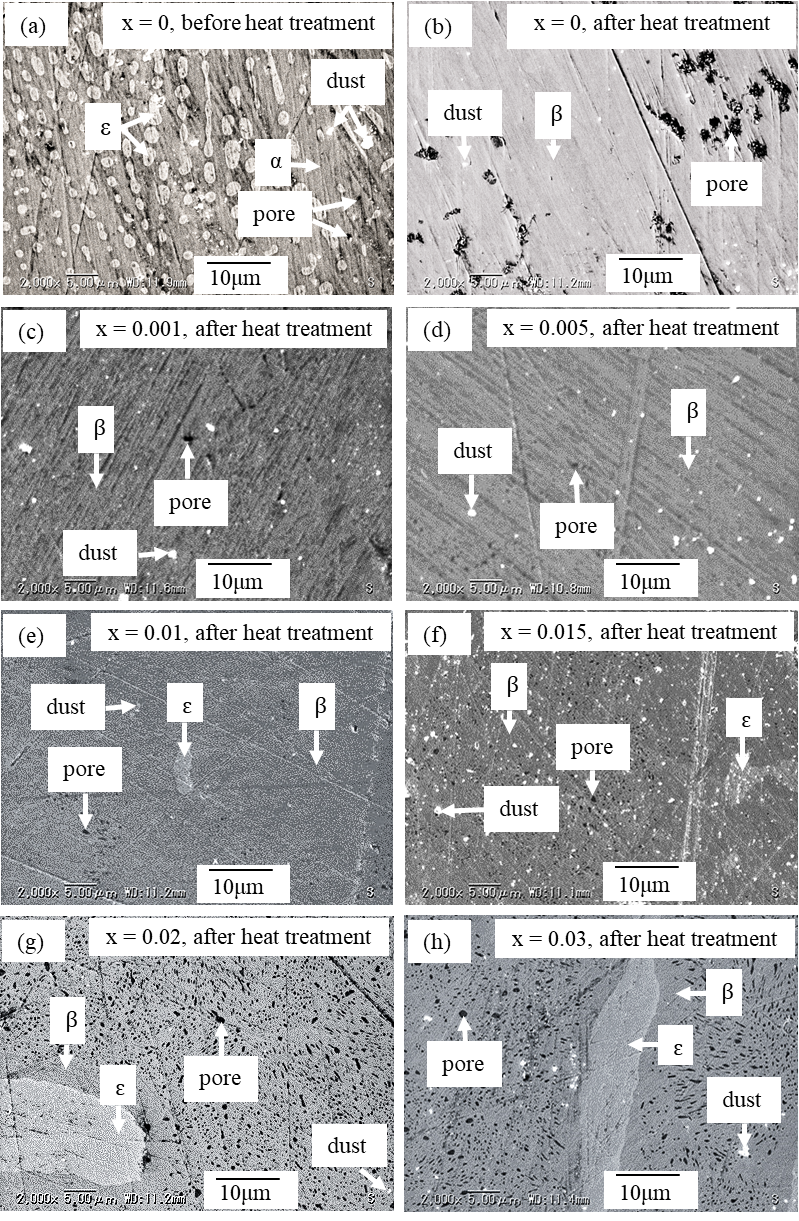 (a)
x = 0, before heat treatment
dust
ε
α
pore
10μm
2,000x 5.00μm WD:11.9mm S
(b)
x = 0, after heat treatment
dust
β
pore
10μm
2,000x 5.00μm WD:11.2mm S
(c)
x = 0.001, after heat treatment
β
pore
dust
10μm
2,000x 5.00μm WD:11.6mm S
(d)
x = 0.005, after heat treatment
β
dust
pore
10μm
2,000x 5.00μm WD:10.8mm S
(e)
x = 0.01, after heat treatment
dust
ε
β
pore
10μm
2,000x 5.00μm WD:11.2mm S
(f)
x = 0.015, after heat treatment
β
ε
pore
dust
10μm
2,000x 5.00μm WD:11.1mm S
(g)
x = 0.02, after heat treatment
β
ε
pore
dust
10μm
2,000x 5.00μm WD:11.2mm S
(h)
x = 0.03, after heat treatment
β
ε
pore
dust
10μm
2,000x 5.00μm WD:11.4mm S